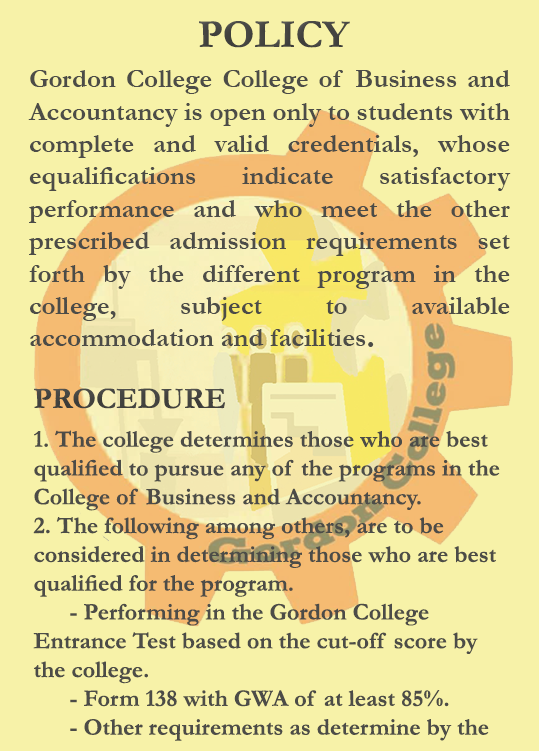 POLICY
Gordon College College of Business and
Accountancy is open only to students with
complete and valid credentials, whose
equalifications indicate satisfactory
performance and who meet the other
prescribed admission requirements set
forth by the different program in the
college, subject to available
accommodation and facilities.
PROCEDURE
1. The college determines those who are best
qualified to pursue any of the programs in the
College of Business and Accountancy.
2. The following among others, are to be
considered in determining those who are best
qualified for the program.
- Performing in the Gordon College
Entrance Test based on the cut-off score by
the college.
- Form 138 with GWA of at least 85%.
- Other requirements as determine by the
Gordon College